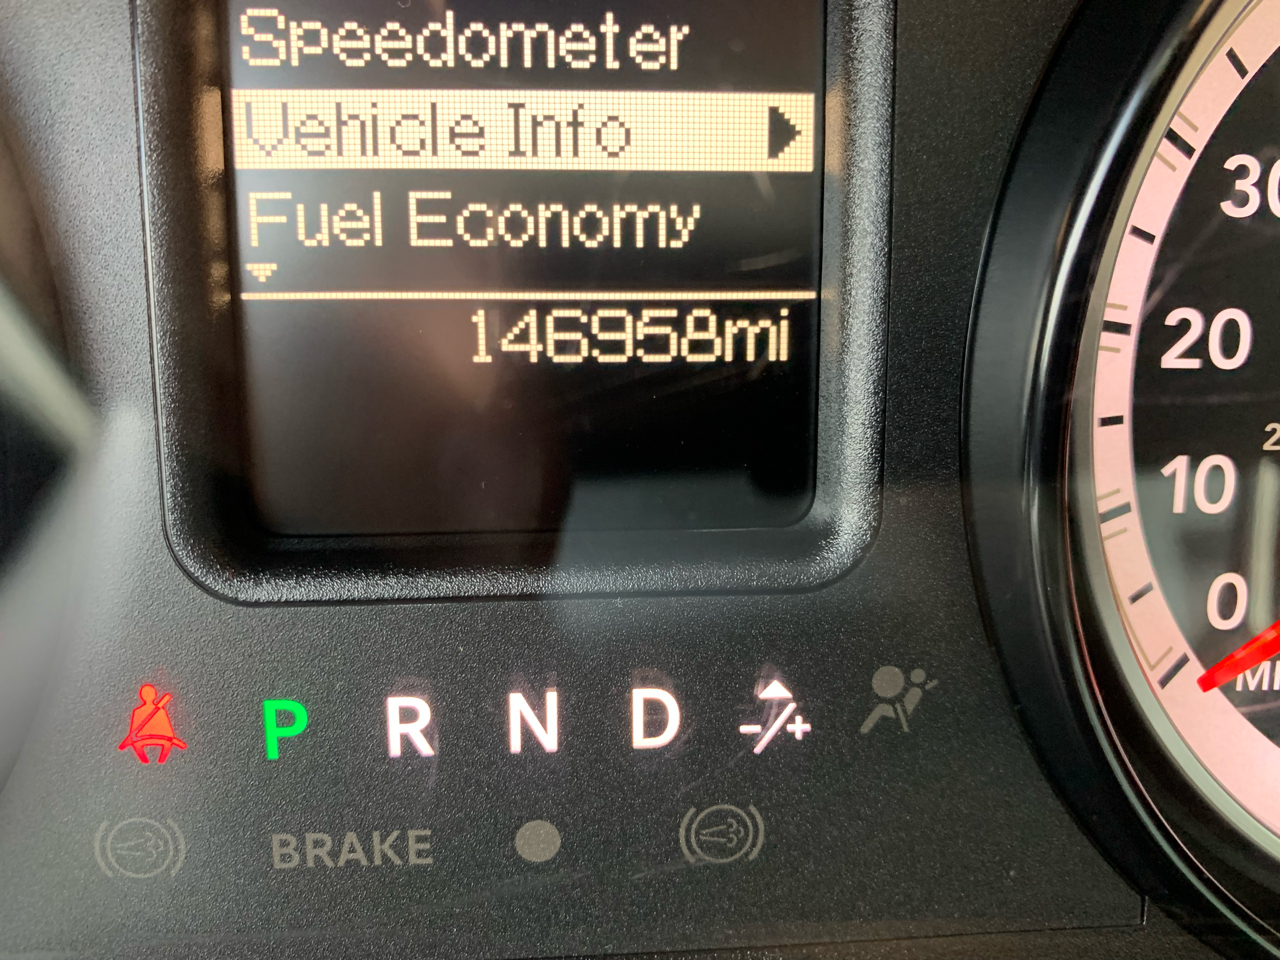 Speedometer
Vehicle Info
Fuel Economy
146958mi
30
20
10
0
P R N D -/+
BRAKE